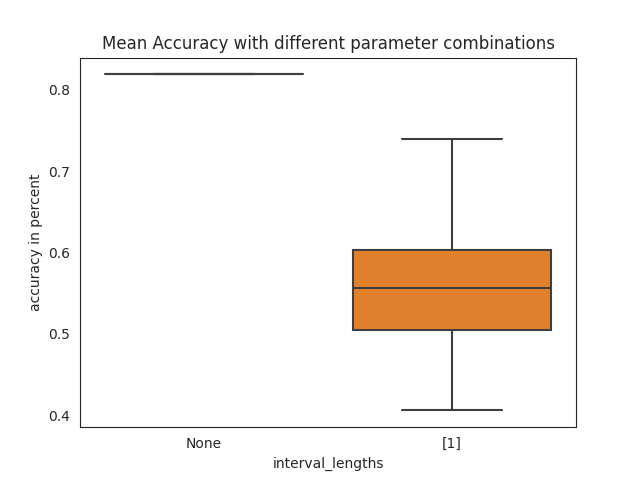 Mean Accuracy with different parameter combinations
accuracy in percent
0.8
0.7
0.6
0.5
0.4
None
[1]
interval_lengths